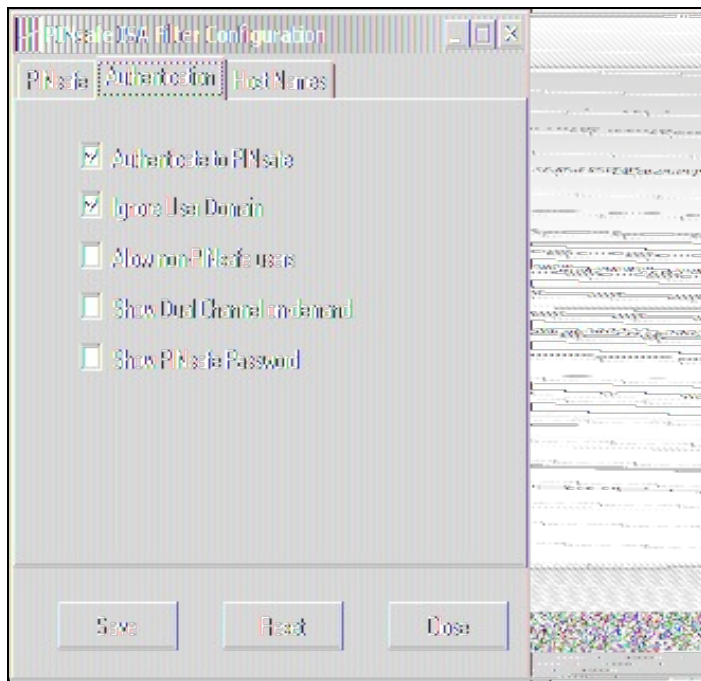 PINsafe ISA Filter Configuration
PINsafe Authentication Host Names
Authenticate to PINsafe
Ignore User Domain
Allow non-PINsafe users
Show Dual Channel on-demand
Show PINsafe Password
Save Reset Close